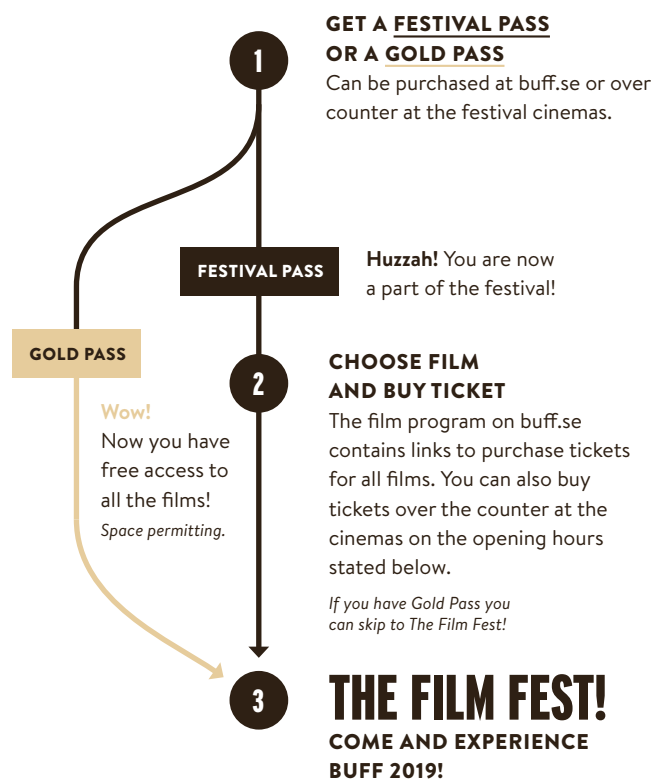 1
GET A FESTIVAL PASS
OR A GOLD PASS
Can be purchased at buff.se or over
counter at the festival cinemas.
FESTIVAL PASS
Huzzah! You are now
a part of the festival!
GOLD PASS
Wow!
Now you have
free access to
all the films!
Space permitting.
2
CHOOSE FILM
AND BUY TICKET
The film program on buff.se
contains links to purchase tickets
for all films. You can also buy
tickets over the counter at the
cinemas on the opening hours
stated below.
If you have Gold Pass you
can skip to The Film Fest!
3
THE FILM FEST!
COME AND EXPERIENCE
BUFF 2019!